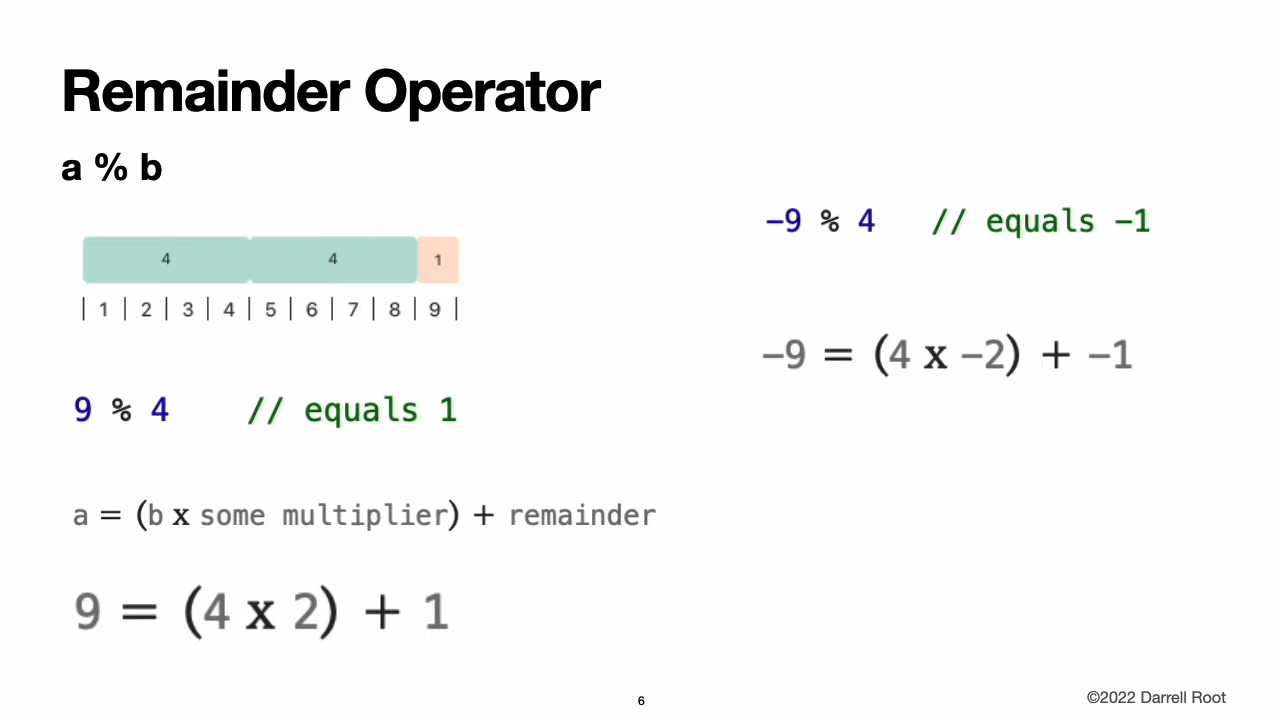 Remainder Operator
a % b
4 4 1
| 1 | 2 | 3 | 4 | 5 | 6 | 7 | 8 | 9 |
9 % 4 // equals 1
a = (b x some multiplier) + remainder
9 = (4 x 2) + 1
-9 % 4 // equals -1
-9 = (4 x -2) + -1
6
©2022 Darrell Root